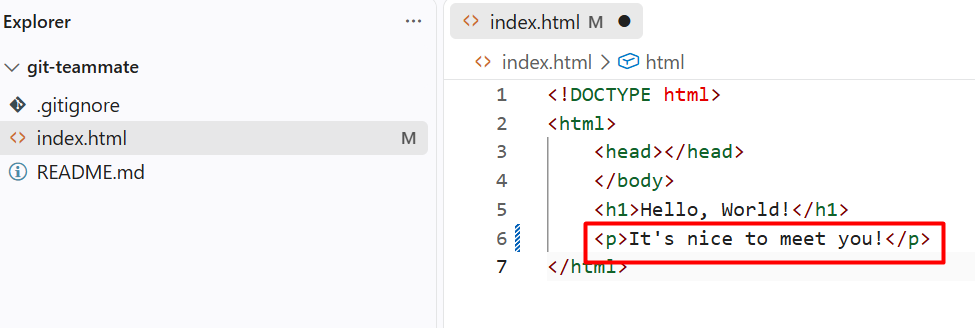 Explorer ···
git-teammate
.gitignore
index.html M
README.md
index.html M ●
index.html > html
1 <!DOCTYPE html>
2 <html>
3     <head></head>
4     </body>
5     <h1>Hello, World!</h1>
6     <p>It's nice to meet you!</p>
7 </html>